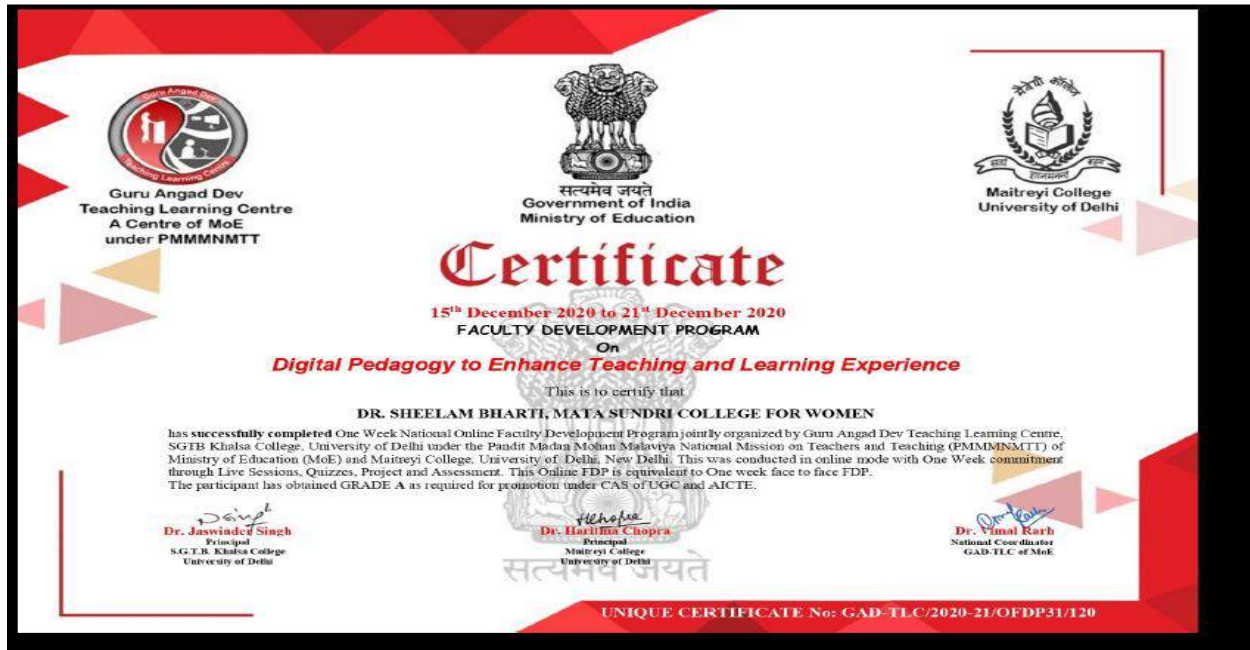 Guru Angad Dev
Teaching Learning Centre
Guru Angad Dev
Teaching Learning Centre
A Centre of MoE
under PMMMNMTT
सत्यमेव जयते
Government of India
Ministry of Education
मैत्रेयी कॉलेज
Maitreyi College
University of Delhi
Certificate
15th December 2020 to 21st December 2020
FACULTY DEVELOPMENT PROGRAM
On
Digital Pedagogy to Enhance Teaching and Learning Experience
This is to certify that
DR. SHEELAM BHARTI, MATA SUNDRI COLLEGE FOR WOMEN
has successfully completed One Week National Online Faculty Development Program jointly organized by Guru Angad Dev Teaching Learning Centre,
SGTB Khalsa College, University of Delhi under the Pandit Madan Mohan Malaviya National Mission on Teachers and Teaching (PMMMNMTT) of
Ministry of Education (MoE) and Maitreyi College, University of Delhi, New Delhi. This was conducted in online mode with One Week commitment
through Live Sessions, Quizzes, Project and Assessment. This Online FDP is equivalent to One week face to face FDP.
The participant has obtained GRADE A as required for promotion under CAS of UGC and AICTE.
Dr. Jaswinder Singh
Principal
S.G.T.B. Khalsa College
University of Delhi
Dr. Haritma Chopra
Principal
Maitreyi College
University of Delhi
Dr. Vimal Rarh
National Coordinator
GAD-TLC of MoE
सत्यमेव जयते
UNIQUE CERTIFICATE No: GAD-TLC/2020-21/OFDP31/120